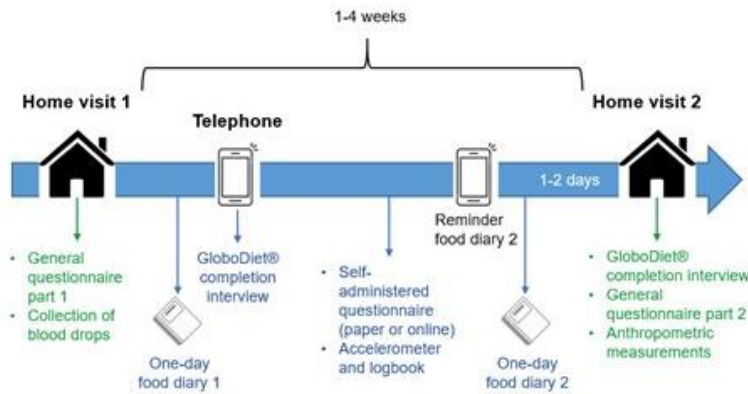 1-4 weeks
Home visit 1
Home visit 2
Telephone
1-2 days
Reminder
food diary 2
• General
questionnaire
part 1
• Collection of
blood drops
One-day
food diary 1
GloboDiet®
completion
interview
• Self-
administered
questionnaire
(paper or online)
• Accelerometer
and logbook
One-day
food diary 2
• GloboDiet®
completion interview
• General
questionnaire part 2
• Anthropometric
measurements